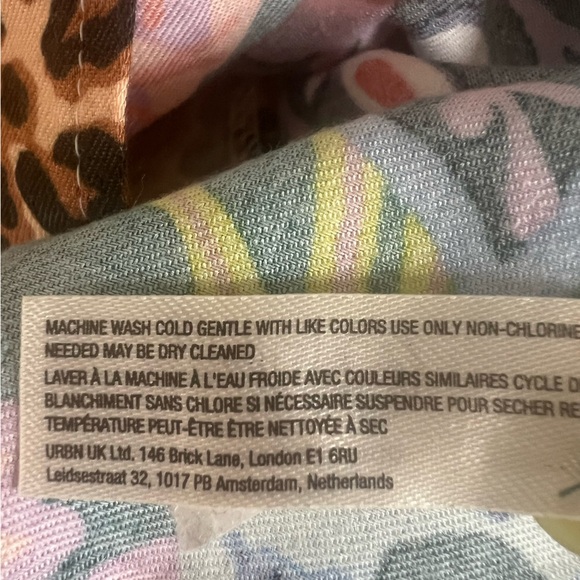 MACHINE WASH COLD GENTLE WITH LIKE COLORS USE ONLY NON-CHLORINE
NEEDED MAY BE DRY CLEANED
LAVER À LA MACHINE À L'EAU FROIDE AVEC COULEURS SIMILAIRES CYCLE D
BLANCHIMENT SANS CHLORE SI NÉCESSAIRE SUSPENDRE POUR SECHER RE
TEMPÉRATURE PEUT-ÊTRE ÊTRE NETTOYÉE À SEC
URBN UK Ltd. 146 Brick Lane, London E1 6RU
Leidsestraat 32, 1017 PB Amsterdam, Netherlands